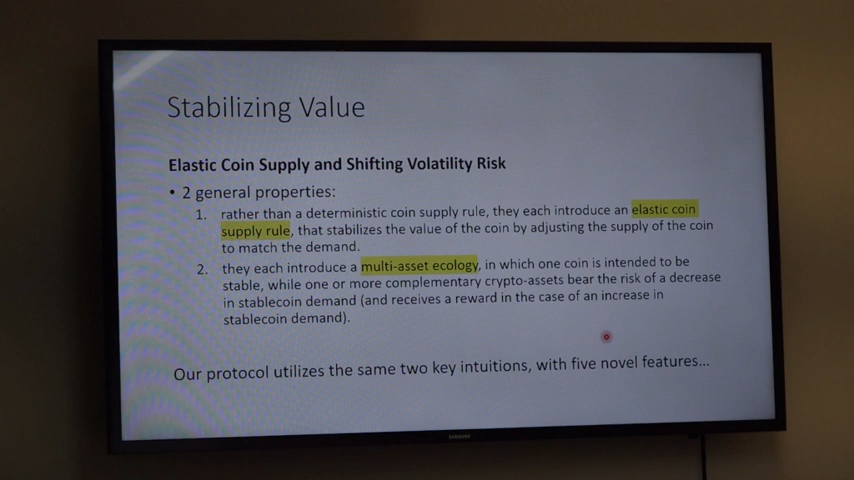 Stabilizing Value
Elastic Coin Supply and Shifting Volatility Risk
• 2 general properties:
1. rather than a deterministic coin supply rule, they each introduce an elastic coin
supply rule, that stabilizes the value of the coin by adjusting the supply of the coin
to match the demand.
2. they each introduce a multi-asset ecology, in which one coin is intended to be
stable, while one or more complementary crypto-assets bear the risk of a decrease
in stablecoin demand (and receives a reward in the case of an increase in
stablecoin demand).
Our protocol utilizes the same two key intuitions, with five novel features...
SAMSUNG